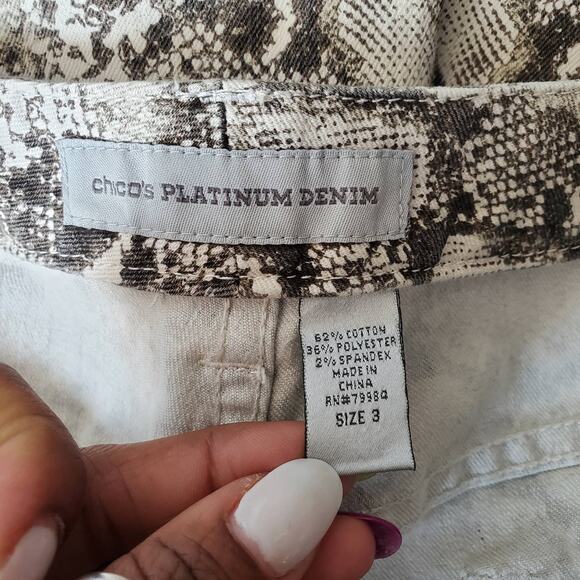 chico's PLATINUM DENIM
62% COTTON
36% POLYESTER
2% SPANDEX
MADE IN
CHINA
RN#79984
SIZE 3